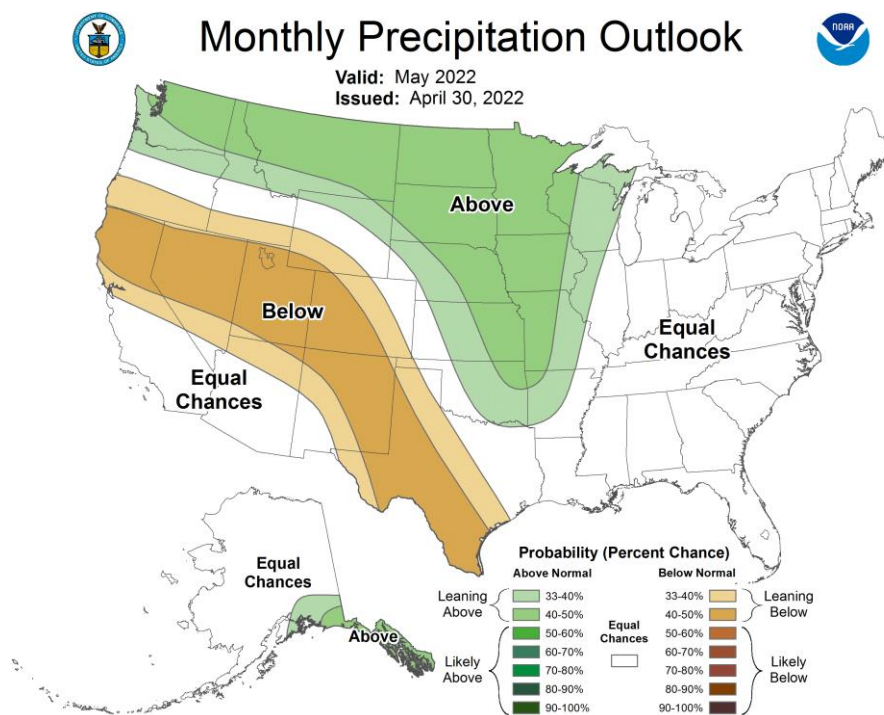 Monthly Precipitation Outlook
Valid: May 2022
Issued: April 30, 2022
NOAA
Above
Below
Equal
Chances
Equal
Chances
Equal
Chances
Above
Probability (Percent Chance)
Above Normal
Below Normal
Leaning
Above
33-40%
40-50%
Likely
Above
50-60%
60-70%
70-80%
80-90%
90-100%
Equal
Chances
33-40%
40-50%
Leaning
Below
50-60%
60-70%
70-80%
80-90%
90-100%
Likely
Below